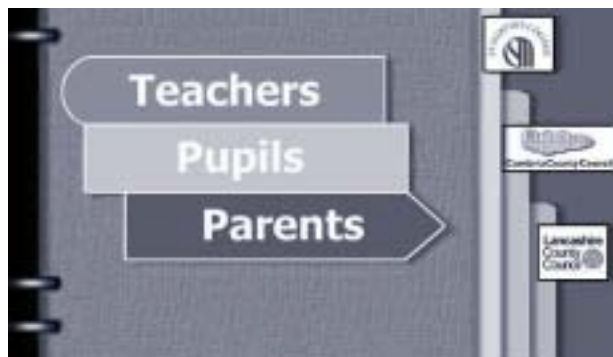 Teachers
Pupils
Parents
Cumbria County Council
Lancashire
County
Council